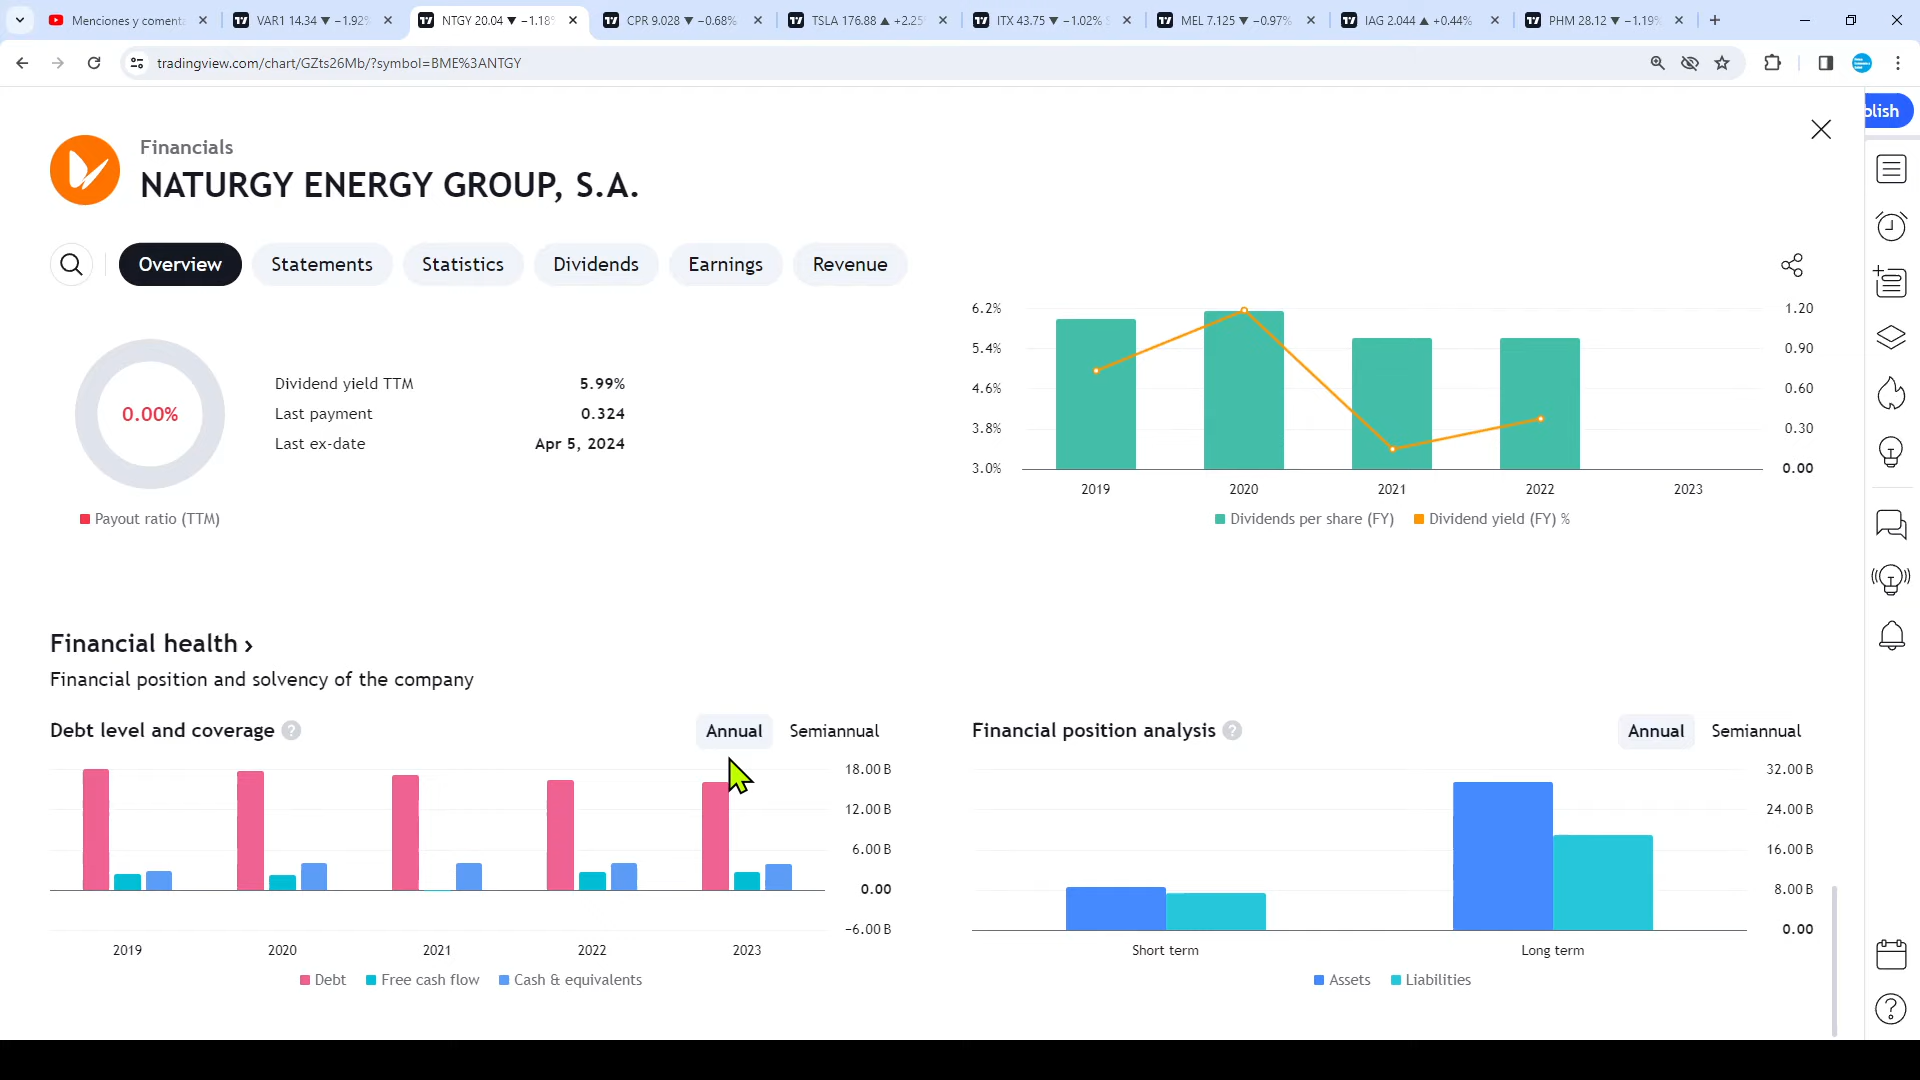 Menciones y coment
VAR1 14.34 ▼ −1.92%
NTGY 20.04 ▼ −1.18%
CPR 9.028 ▼ −0.68%
TSLA 176.88 ▲ +2.25%
ITX 43.75 ▼ −1.02%
MEL 7.125 ▼ −0.97%
IAG 2.044 ▲ +0.44%
PHM 28.12 ▼ −1.19%
tradingview.com/chart/GZts26Mb/?symbol=BME%3ANTGY
blish
Financials
NATURGY ENERGY GROUP, S.A.
Overview Statements Statistics Dividends Earnings Revenue
0.00%
Payout ratio (TTM)
Dividend yield TTM 5.99%
Last payment 0.324
Last ex-date Apr 5, 2024
6.2% 1.20
5.4% 0.90
4.6% 0.60
3.8% 0.30
3.0% 0.00
2019 2020 2021 2022 2023
Dividends per share (FY) Dividend yield (FY) %
Financial health ›
Financial position and solvency of the company
Debt level and coverage ? Annual Semiannual
18.00 B
12.00 B
6.00 B
0.00
−6.00 B
2019 2020 2021 2022 2023
Debt Free cash flow Cash & equivalents
Financial position analysis ? Annual Semiannual
32.00 B
24.00 B
16.00 B
8.00 B
0.00
Short term Long term
Assets Liabilities